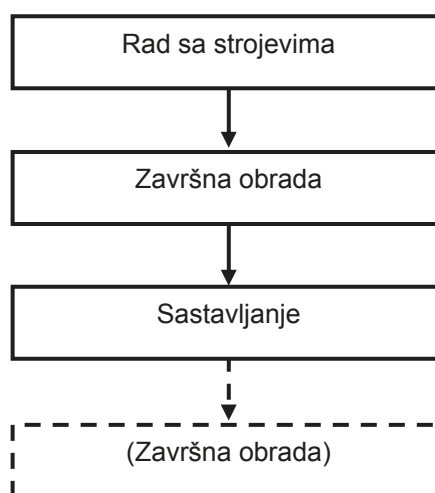 Rad sa strojevima
Završna obrada
Sastavljanje
(Završna obrada)